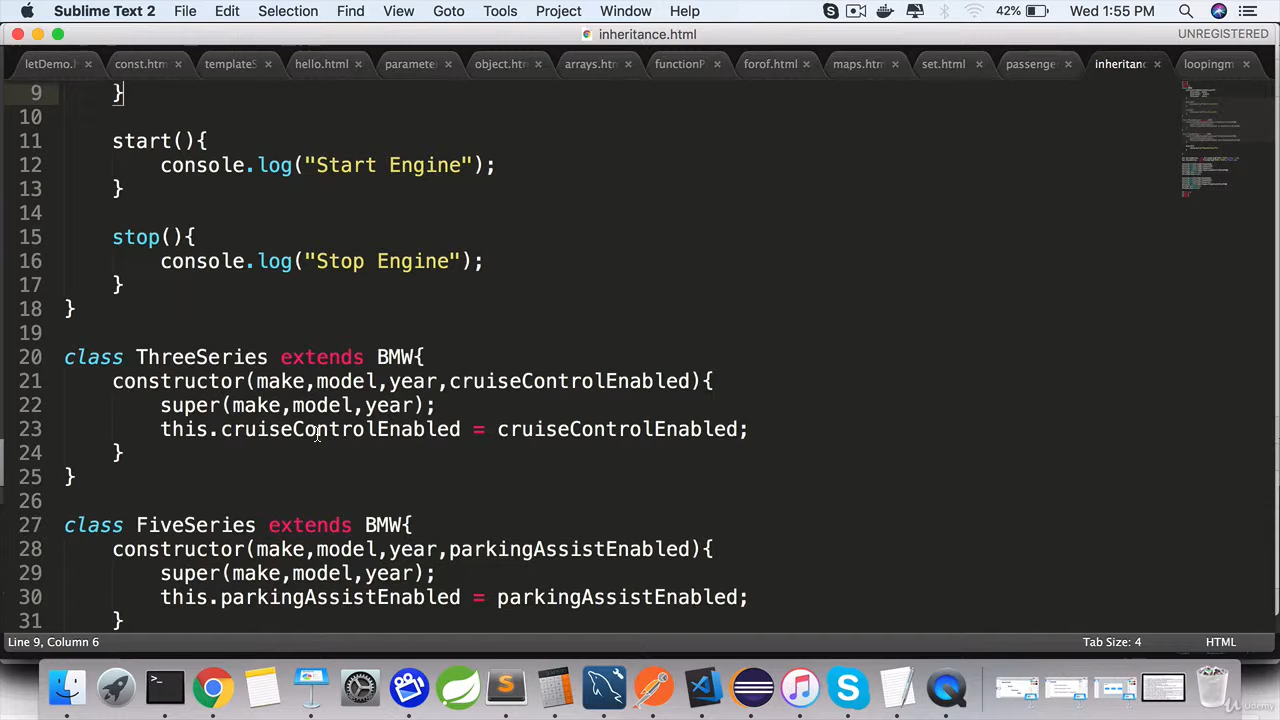 Sublime Text 2 File Edit Selection Find View Goto Tools Project Window Help 42% Wed 1:55 PM
inheritance.html UNREGISTERED
letDemo.h const.htm templateS hello.html paramete object.htm arrays.htm functionP forof.html maps.htm set.html passenge inheritanc loopingm
9 }
10
11 start(){
12 console.log("Start Engine");
13 }
14
15 stop(){
16 console.log("Stop Engine");
17 }
18 }
19
20 class ThreeSeries extends BMW{
21 constructor(make,model,year,cruiseControlEnabled){
22 super(make,model,year);
23 this.cruiseControlEnabled = cruiseControlEnabled;
24 }
25 }
26
27 class FiveSeries extends BMW{
28 constructor(make,model,year,parkingAssistEnabled){
29 super(make,model,year);
30 this.parkingAssistEnabled = parkingAssistEnabled;
31 }
Line 9, Column 6 Tab Size: 4 HTML
Udemy